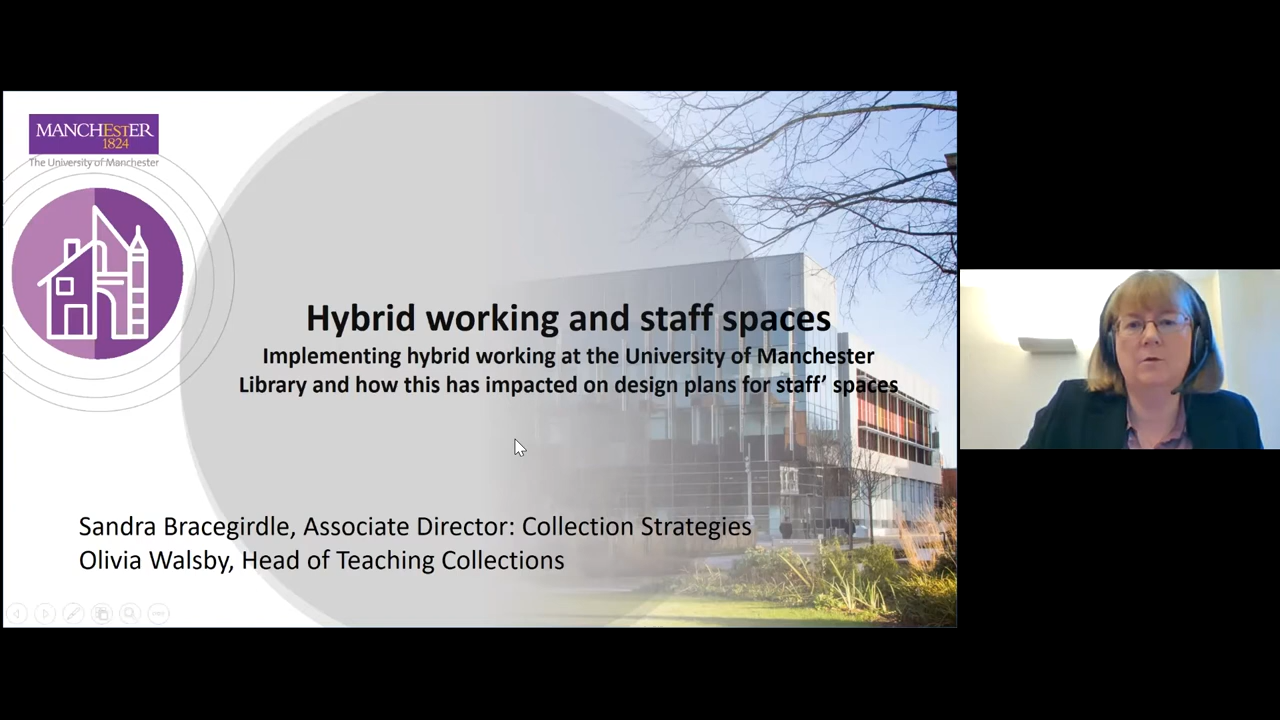 MANCHESTER
1824
The University of Manchester
Hybrid working and staff spaces
Implementing hybrid working at the University of Manchester
Library and how this has impacted on design plans for staff’ spaces
Sandra Bracegirdle, Associate Director: Collection Strategies
Olivia Walsby, Head of Teaching Collections